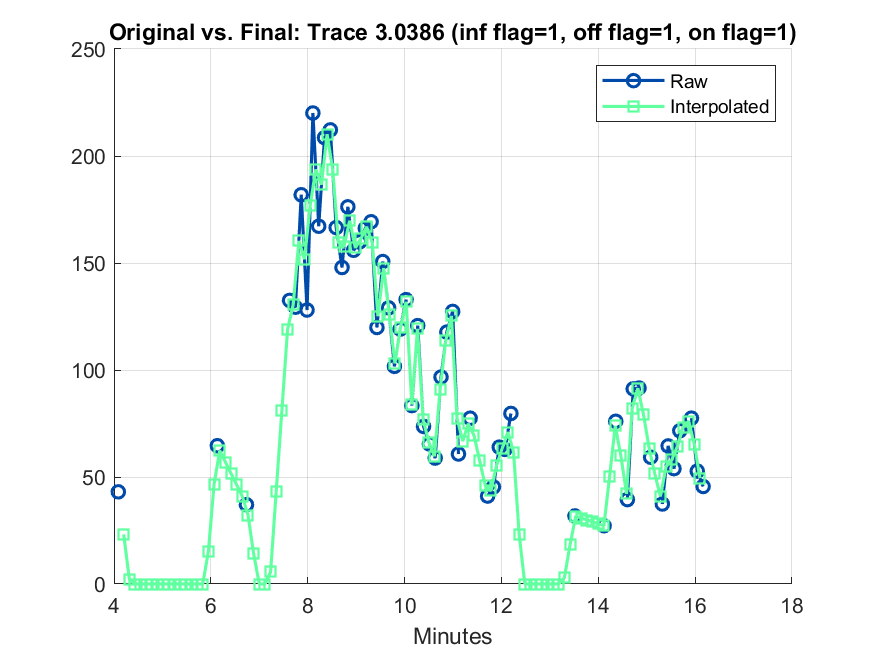 Original vs. Final: Trace 3.0386 (inf flag=1, off flag=1, on flag=1)
250
200
150
100
50
0
Raw
Interpolated
4 6 8 10 12 14 16 18
Minutes